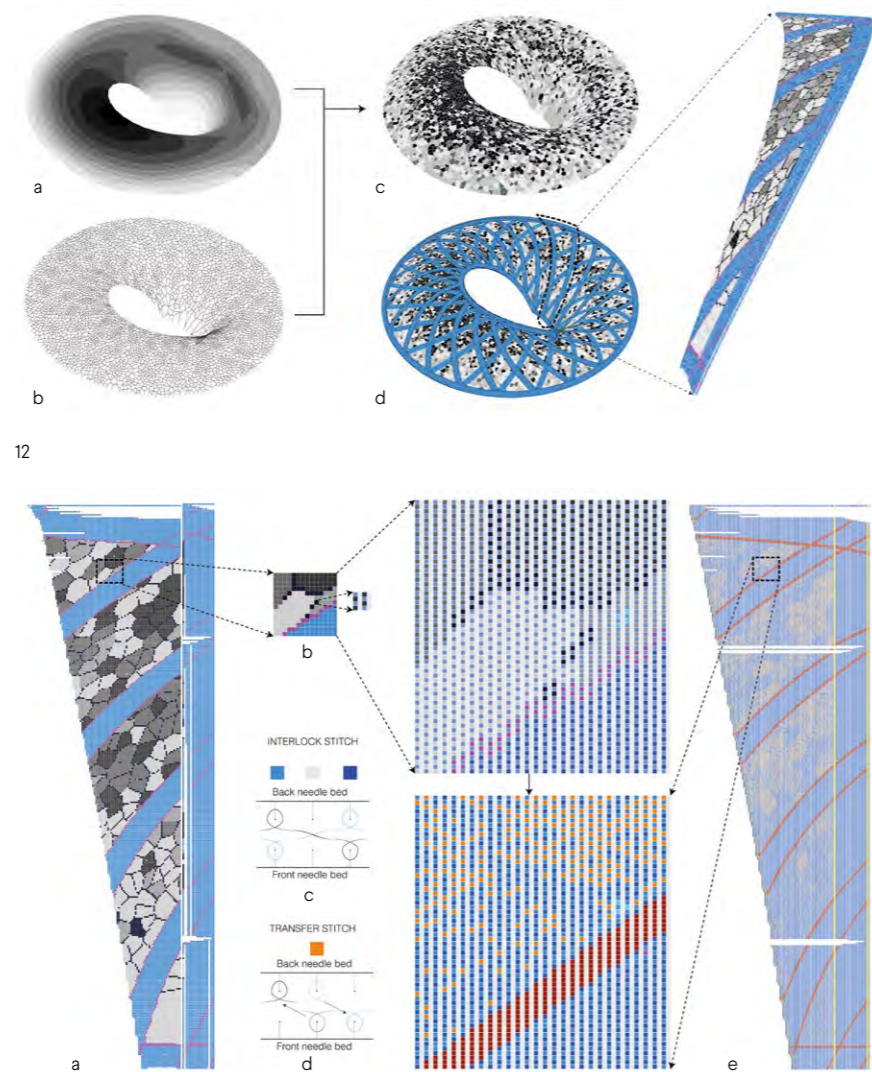 a
c
b
d
12
b
INTERLOCK STITCH
Back needle bed
Front needle bed
c
TRANSFER STITCH
Back needle bed
Front needle bed
a
d
e